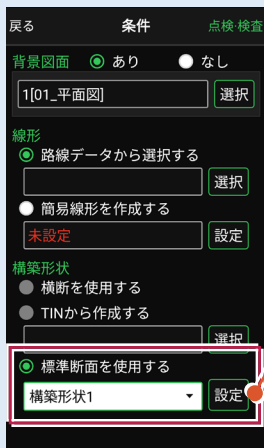 戻る 条件 点検・検査
背景図面 あり なし
1[01_平面図] 選択
線形
路線データから選択する
選択
簡易線形を作成する
未設定 設定
構築形状
横断を使用する
TINから作成する
選択
標準断面を使用する
構築形状1 設定